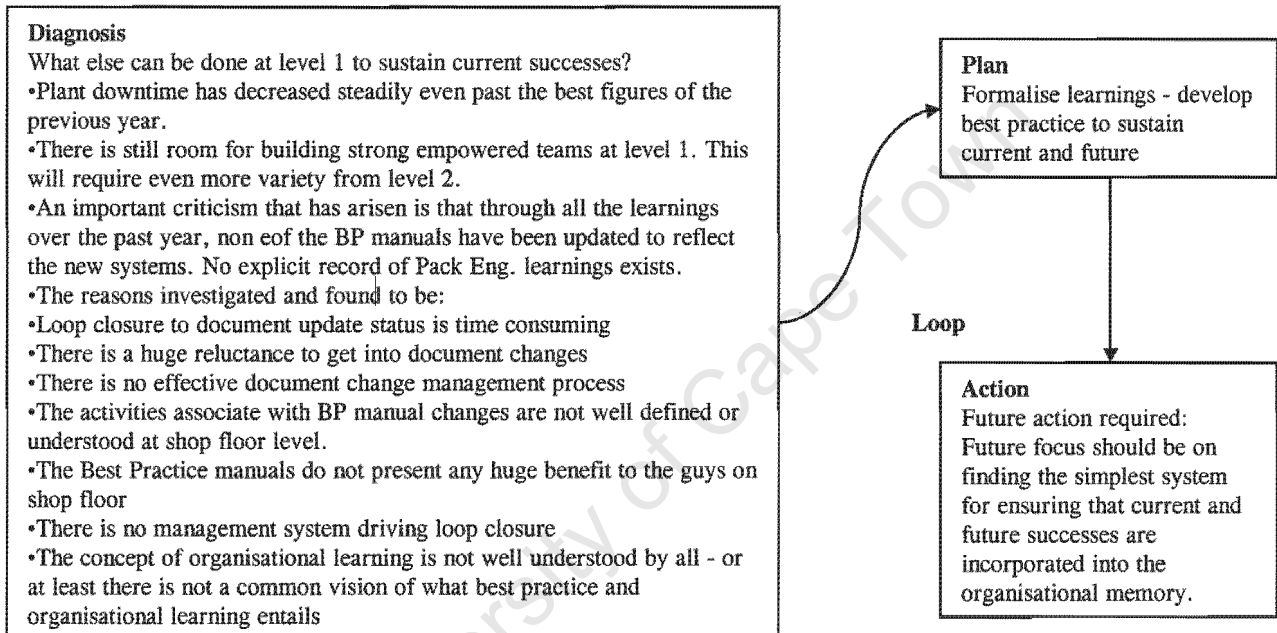 Diagnosis
What else can be done at level 1 to sustain current successes?
•Plant downtime has decreased steadily even past the best figures of the
previous year.
•There is still room for building strong empowered teams at level 1. This
will require even more variety from level 2.
•An important criticism that has arisen is that through all the learnings
over the past year, non eof the BP manuals have been updated to reflect
the new systems. No explicit record of Pack Eng. learnings exists.
•The reasons investigated and found to be:
•Loop closure to document update status is time consuming
•There is a huge reluctance to get into document changes
•There is no effective document change management process
•The activities associate with BP manual changes are not well defined or
understood at shop floor level.
•The Best Practice manuals do not present any huge benefit to the guys on
shop floor
•There is no management system driving loop closure
•The concept of organisational learning is not well understood by all - or
at least there is not a common vision of what best practice and
organisational learning entails
Plan
Formalise learnings - develop
best practice to sustain
current and future
Loop
Action
Future action required:
Future focus should be on
finding the simplest system
for ensuring that current and
future successes are
incorporated into the
organisational memory.
ersity of Cape Town